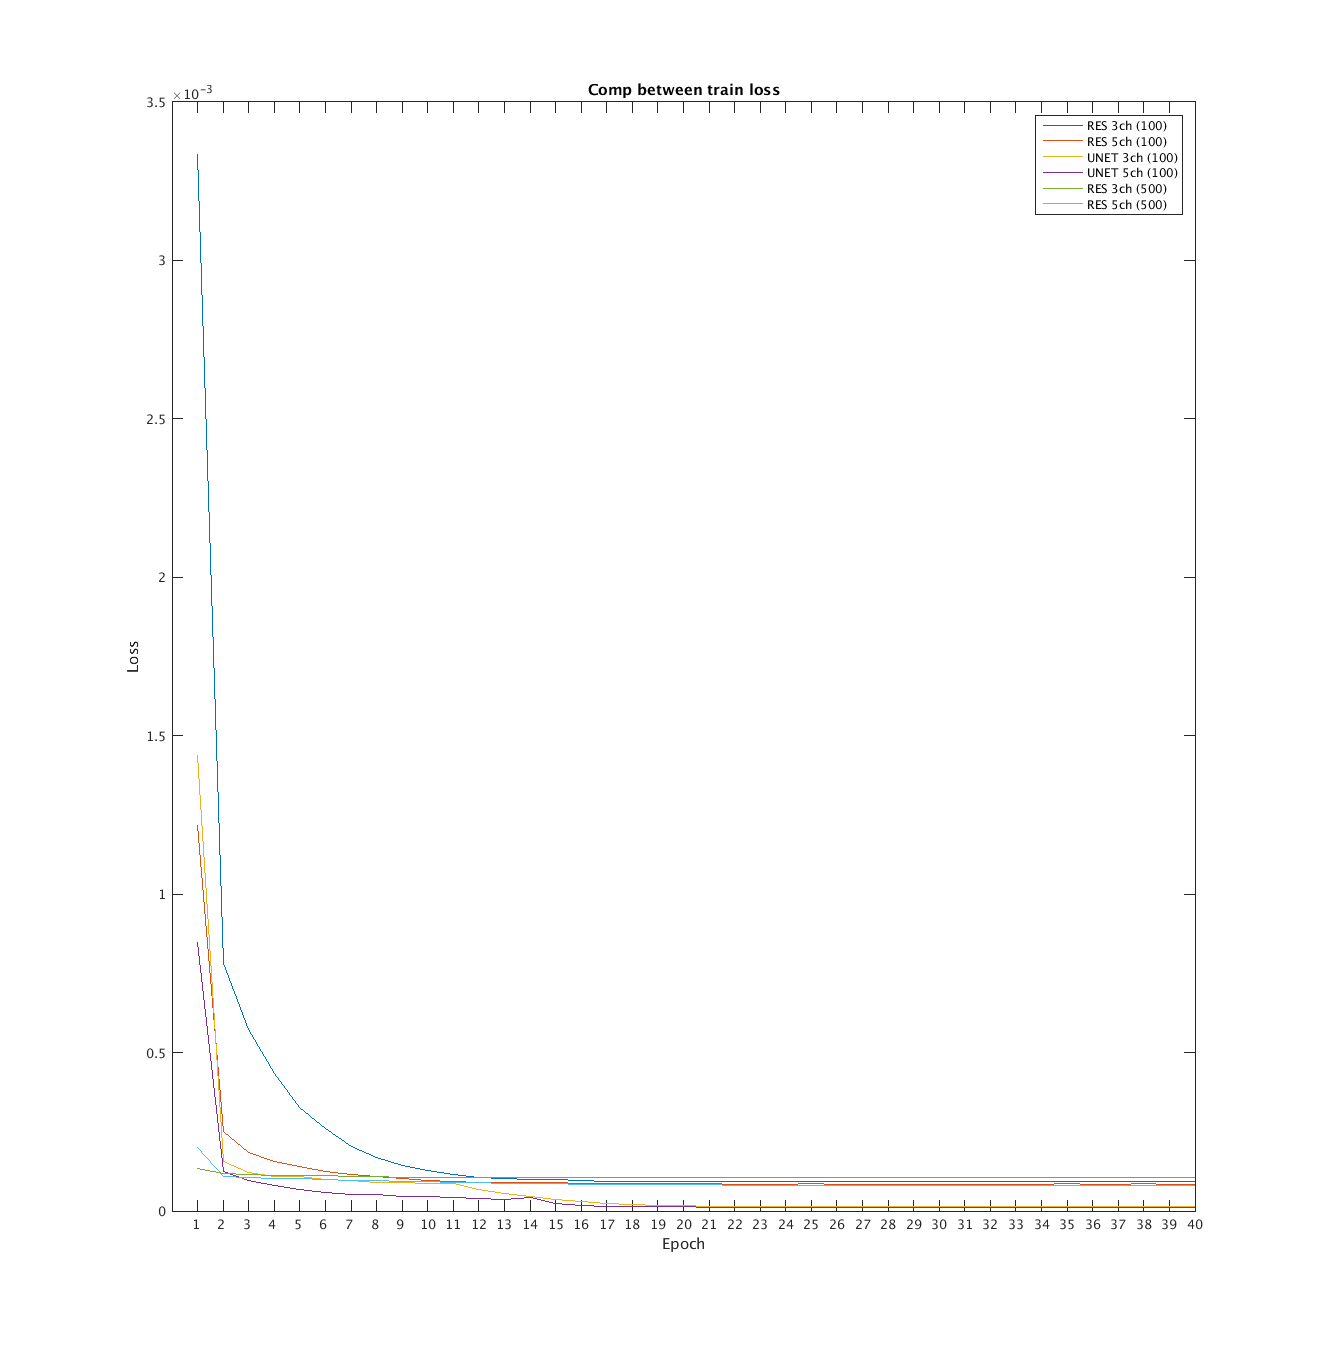 Comp between train loss
×10⁻³
3.5
3
2.5
2
1.5
1
0.5
0
Loss
RES 3ch (100)
RES 5ch (100)
UNET 3ch (100)
UNET 5ch (100)
RES 3ch (500)
RES 5ch (500)
1 2 3 4 5 6 7 8 9 10 11 12 13 14 15 16 17 18 19 20 21 22 23 24 25 26 27 28 29 30 31 32 33 34 35 36 37 38 39 40
Epoch